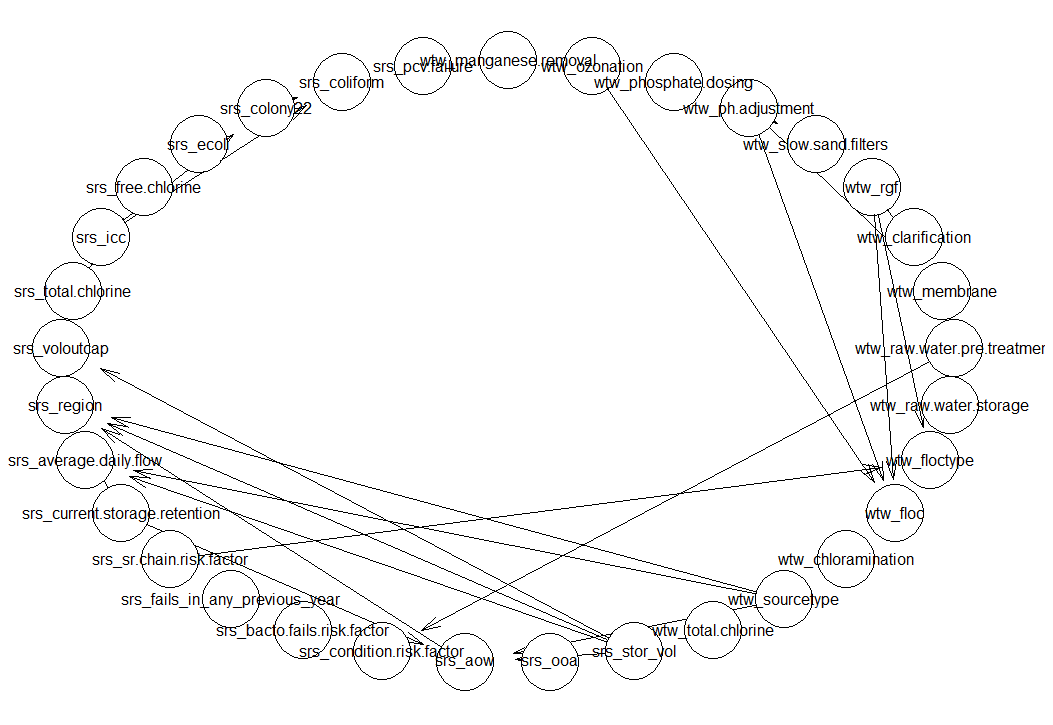 wtw_manganese.removal
srs_pcv.failure
wtw_ozonation
srs_coliform
wtw_phosphate.dosing
srs_colony22
wtw_ph.adjustment
srs_ecoli
wtw_slow.sand.filters
srs_free.chlorine
wtw_rgf
srs_icc
wtw_clarification
srs_total.chlorine
wtw_membrane
srs_voloutcap
wtw_raw.water.pre.treatmer
srs_region
wtw_raw.water.storage
srs_average.daily.flow
wtw_floctype
srs_current.storage.retention
wtw_floc
srs_sr.chain.risk.factor
wtw_chloramination
srs_fails_in_any_previous_year
wtw_sourcetype
srs_bacto.fails.risk.factor
wtw_total.chlorine
srs_condition.risk.factor
srs_aow
srs_ooa
srs_stor_vol